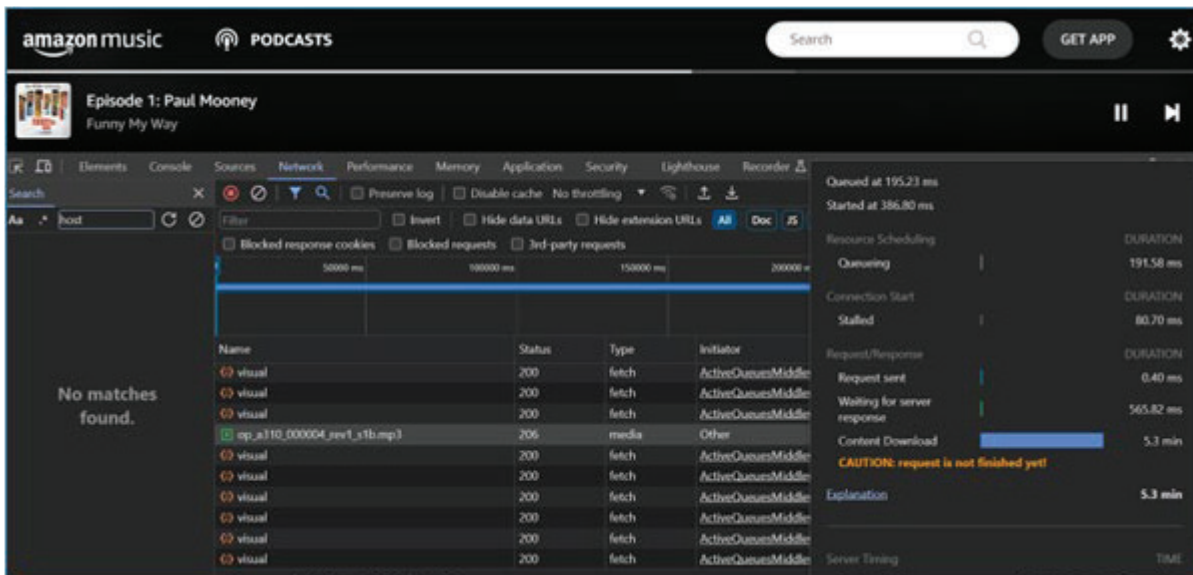 amazon music PODCASTS Search GET APP
Episode 1: Paul Mooney
Funny My Way
Elements Console Sources Network Performance Memory Application Security Lighthouse Recorder
Search Preserve log Disable cache No throttling
Aa .* host Filter Invert Hide data URLs Hide extension URLs All Doc JS
Blocked response cookies Blocked requests 3rd-party requests
50000 ms 100000 ms 150000 ms 200000
Name Status Type Initiator
visual 200 fetch ActiveQueuesMiddle
visual 200 fetch ActiveQueuesMiddle
visual 200 fetch ActiveQueuesMiddle
op_a310_000004_rev1_s1b.mp3 206 media Other
visual 200 fetch ActiveQueuesMiddle
visual 200 fetch ActiveQueuesMiddle
visual 200 fetch ActiveQueuesMiddle
visual 200 fetch ActiveQueuesMiddle
visual 200 fetch ActiveQueuesMiddle
visual 200 fetch ActiveQueuesMiddle
No matches
found.
Queued at 195.23 ms
Started at 386.80 ms
Resource Scheduling DURATION
Queueing 191.58 ms
Connection Start DURATION
Stalled 80.70 ms
Request/Response DURATION
Request sent 0.40 ms
Waiting for server
response 565.82 ms
Content Download 5.3 min
CAUTION: request is not finished yet!
Explanation 5.3 min
Server Timing TIME